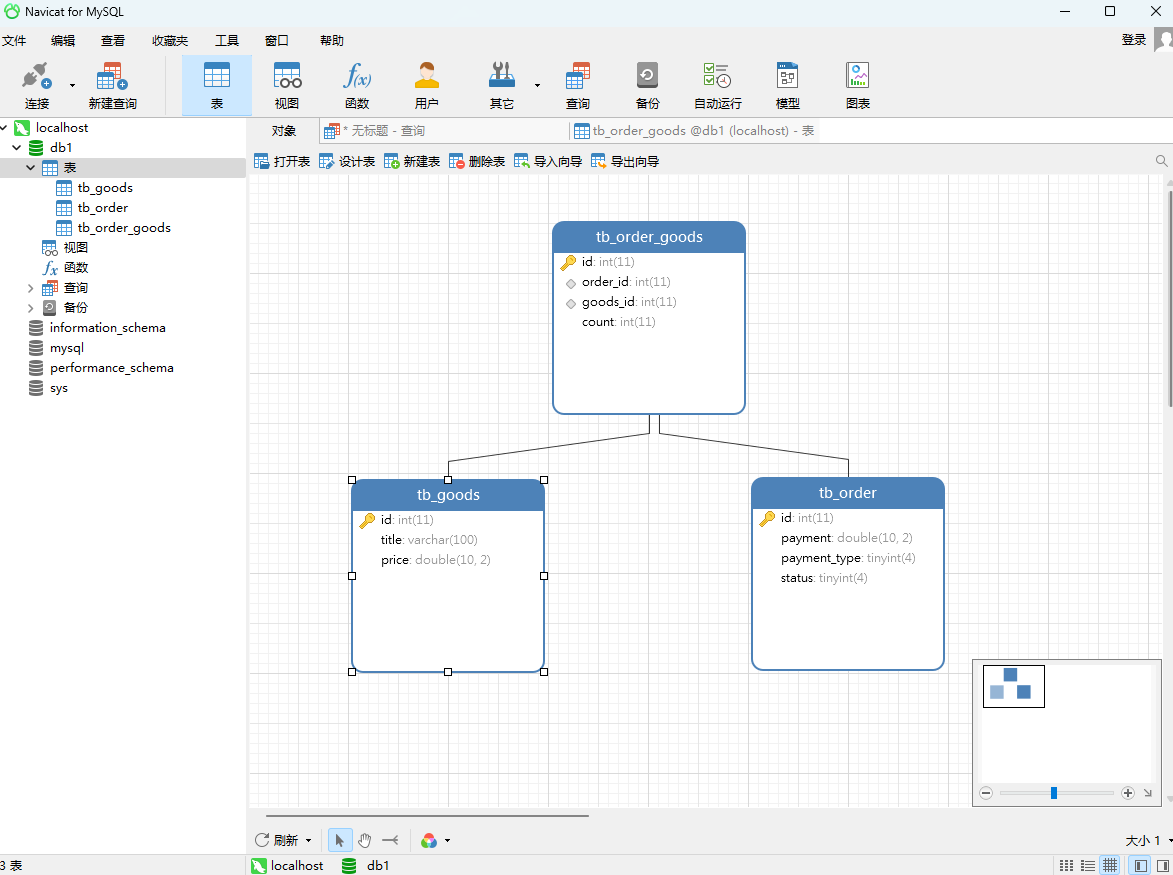 Navicat for MySQL
文件 编辑 查看 收藏夹 工具 窗口 帮助 登录
连接 新建查询 表 视图 函数 用户 其它 查询 备份 自动运行 模型 图表
localhost
db1
表
tb_goods
tb_order
tb_order_goods
视图
函数
查询
备份
information_schema
mysql
performance_schema
sys
对象 * 无标题 - 查询 tb_order_goods @db1 (localhost) - 表
打开表 设计表 新建表 删除表 导入向导 导出向导
tb_order_goods
id: int(11)
order_id: int(11)
goods_id: int(11)
count: int(11)
tb_goods
id: int(11)
title: varchar(100)
price: double(10, 2)
tb_order
id: int(11)
payment: double(10, 2)
payment_type: tinyint(4)
status: tinyint(4)
刷新 大小 1
3 表 localhost db1